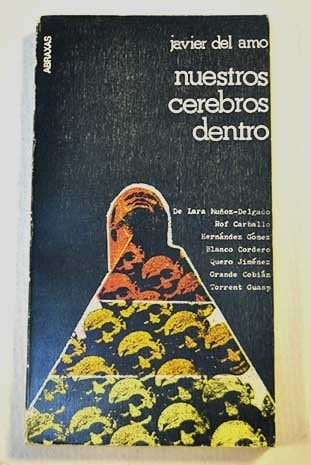 ABRAXAS
javier del amo
nuestros
cerebros
dentro
De Lara Muñoz-Delgado
Rof Carballo
Hernández Gómez
Blanco Cordero
Quero Jiménez
Grande Cobián
Torrent Guasp